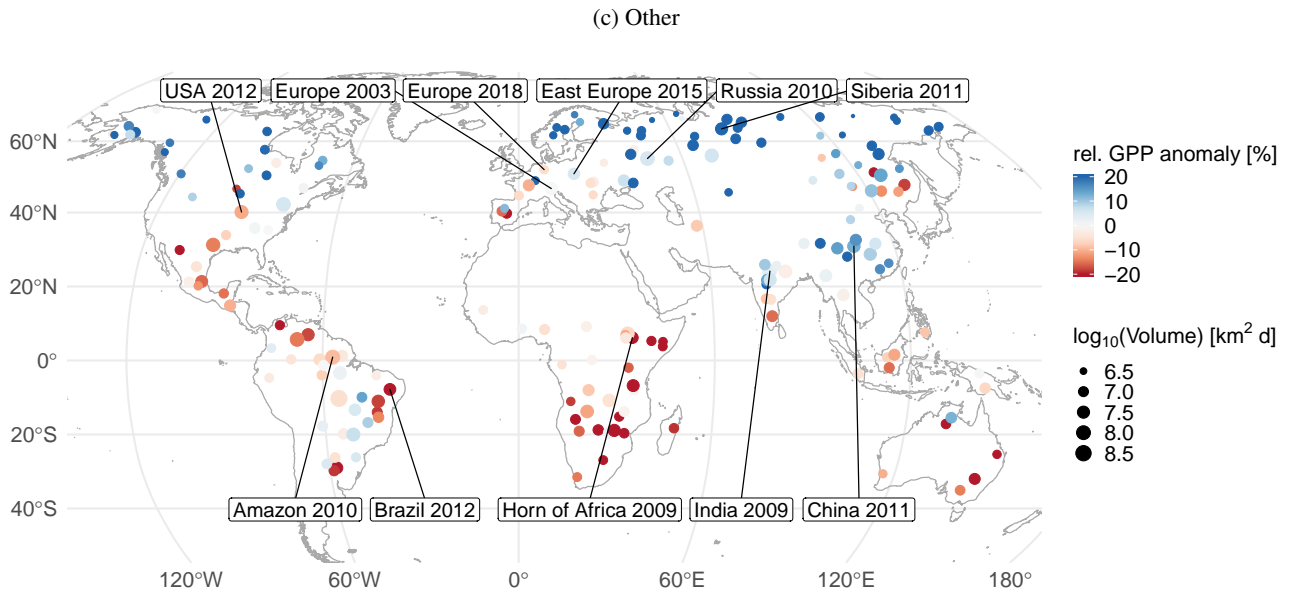 (c) Other
USA 2012
Europe 2003
Europe 2018
East Europe 2015
Russia 2010
Siberia 2011
60°N
40°N
20°N
0°
20°S
40°S
Amazon 2010
Brazil 2012
Horn of Africa 2009
India 2009
China 2011
120°W
60°W
0°
60°E
120°E
180°
rel. GPP anomaly [%]
20
10
0
−10
−20
log₁₀(Volume) [km² d]
6.5
7.0
7.5
8.0
8.5